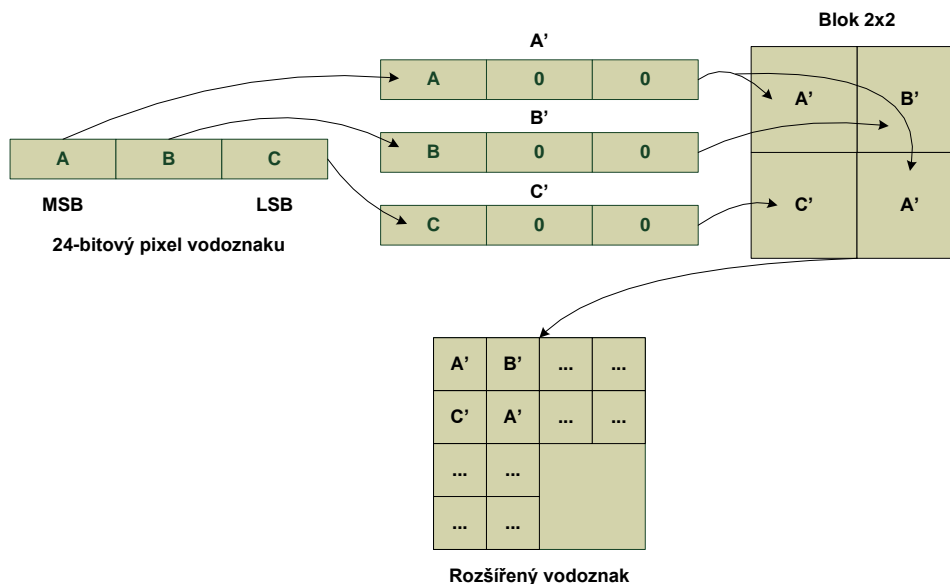 Blok 2x2
A’
A 0 0
A’ B’
B’
B 0 0
A B C
C’
MSB LSB
C 0 0
C’ A’
24-bitový pixel vodoznaku
A’ B’ ... ...
C’ A’ ... ...
... ...
... ...
Rozšířený vodoznak